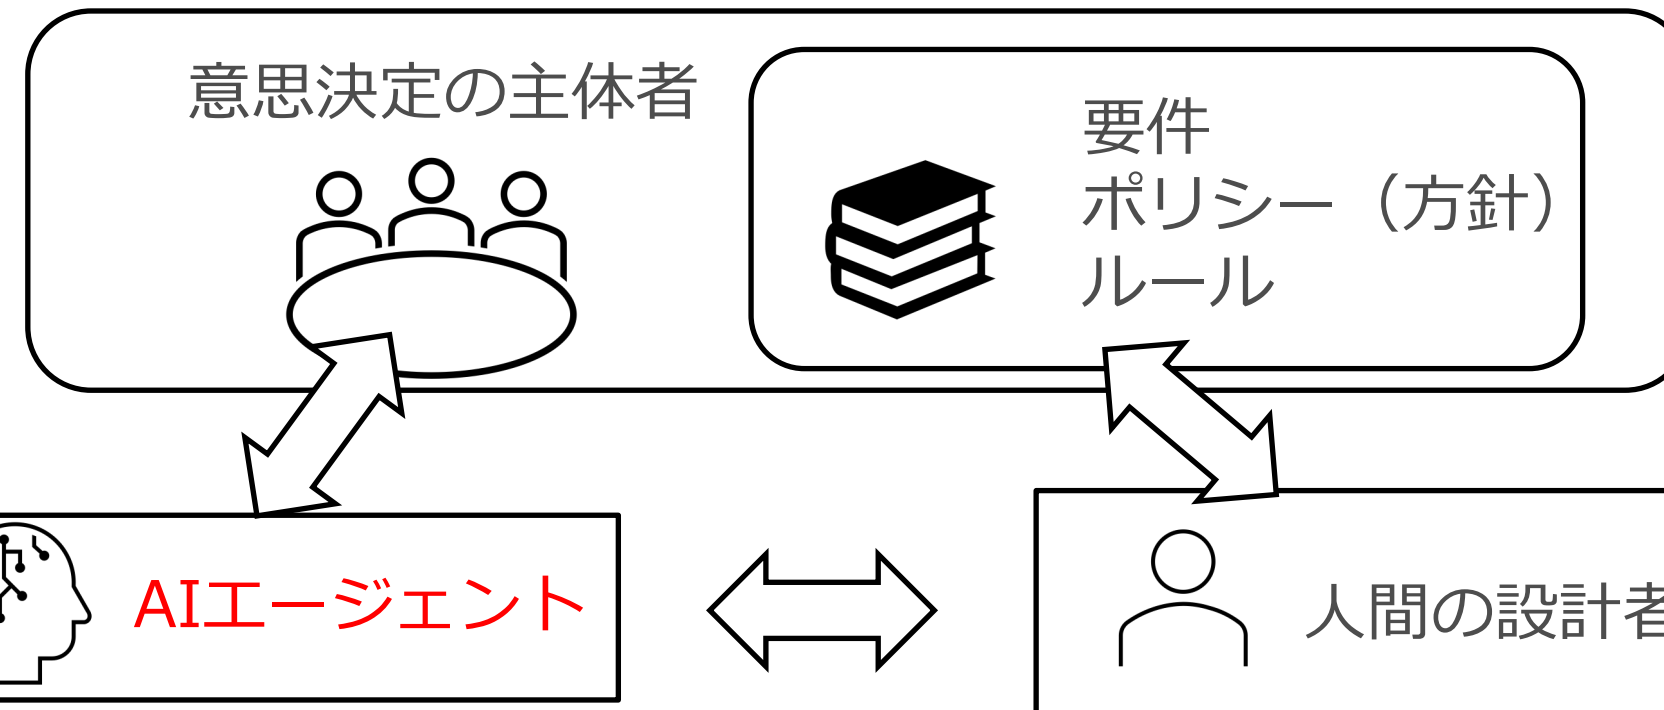 意思決定の主体者
要件
ポリシー（方針）
ルール
AIエージェント
人間の設計者